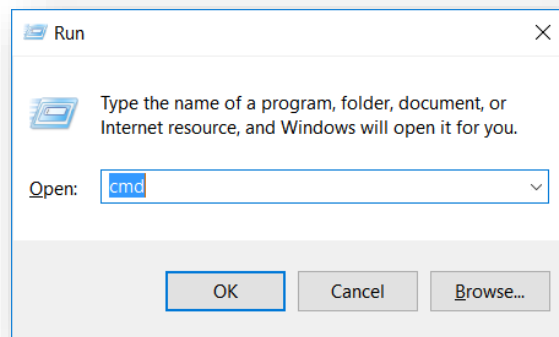 Run
Type the name of a program, folder, document, or
Internet resource, and Windows will open it for you.
Open: cmd
OK Cancel Browse...